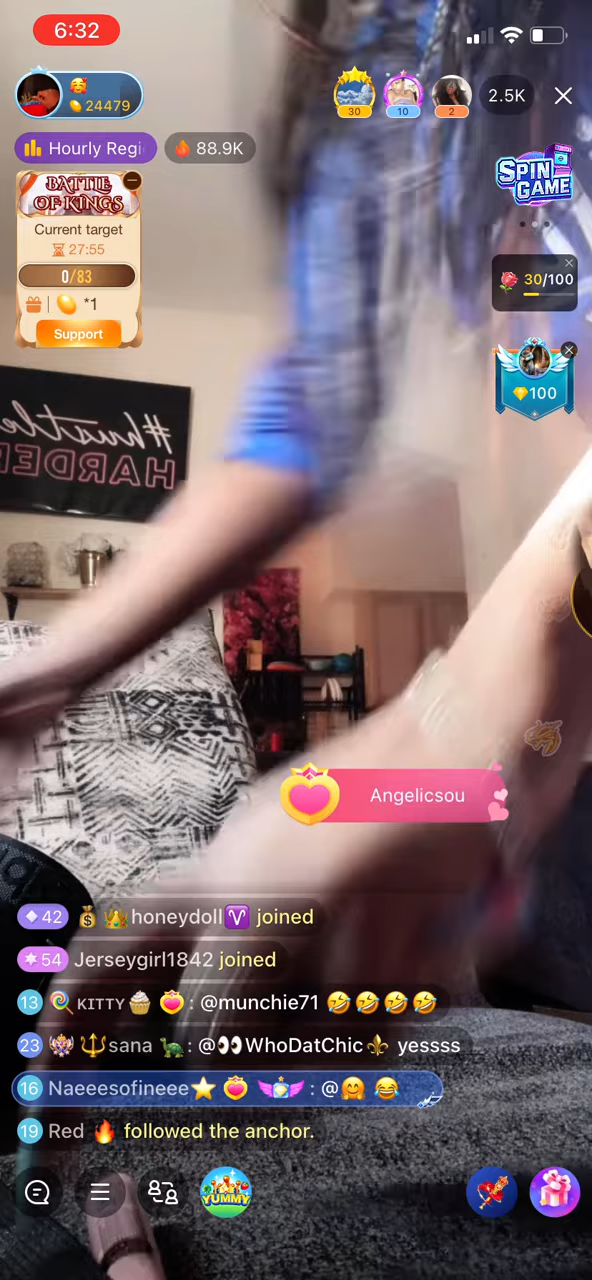 6:32
24479
30
10
2
2.5K
Hourly Regi
88.9K
SPIN
GAME
BATTLE
OF KINGS
Current target
27:55
0/83
*1
Support
30/100
100
#hustle
HARDER
Angelicsou
42 honeydoll joined
54 Jerseygirl1842 joined
13 🍭 KITTY🧁 : @munchie71 🤣🤣🤣🤣
23 🔱sana 🦕: @👀WhoDatChic⚜️ yessss
16 Naeeesofineee⭐ : @🤗 😂
19 Red 🔥 followed the anchor.
YUMMY